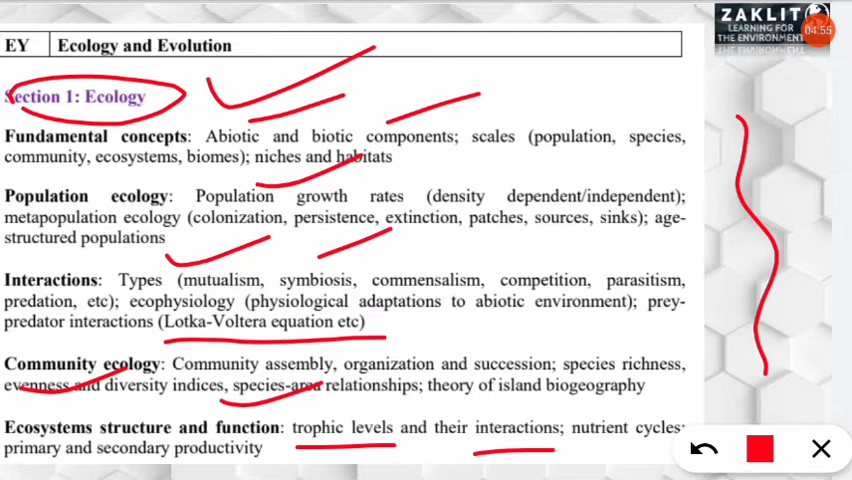 ZAKLIT
LEARNING FOR
THE ENVIRONMENT
04:55
EY Ecology and Evolution
Section 1: Ecology
Fundamental concepts: Abiotic and biotic components; scales (population, species,
community, ecosystems, biomes); niches and habitats
Population ecology: Population growth rates (density dependent/independent);
metapopulation ecology (colonization, persistence, extinction, patches, sources, sinks); age-
structured populations
Interactions: Types (mutualism, symbiosis, commensalism, competition, parasitism,
predation, etc); ecophysiology (physiological adaptations to abiotic environment); prey-
predator interactions (Lotka-Voltera equation etc)
Community ecology: Community assembly, organization and succession; species richness,
evenness and diversity indices, species-area relationships; theory of island biogeography
Ecosystems structure and function: trophic levels and their interactions; nutrient cycles;
primary and secondary productivity